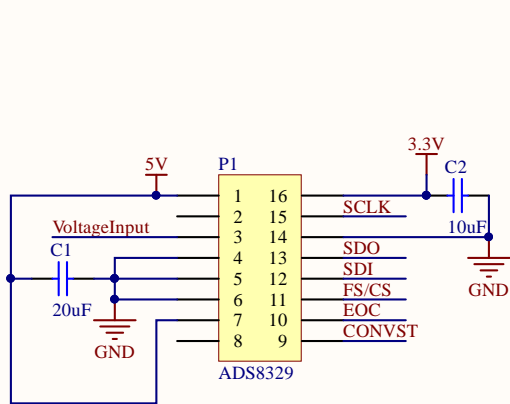 3.3V
5V
P1
C2
1
16
2
15
SCLK
VoltageInput
3
14
10uF
C1
4
13
SDO
5
12
SDI
20uF
6
11
FS/CS
GND
7
10
EOC
GND
8
9
CONVST
ADS8329